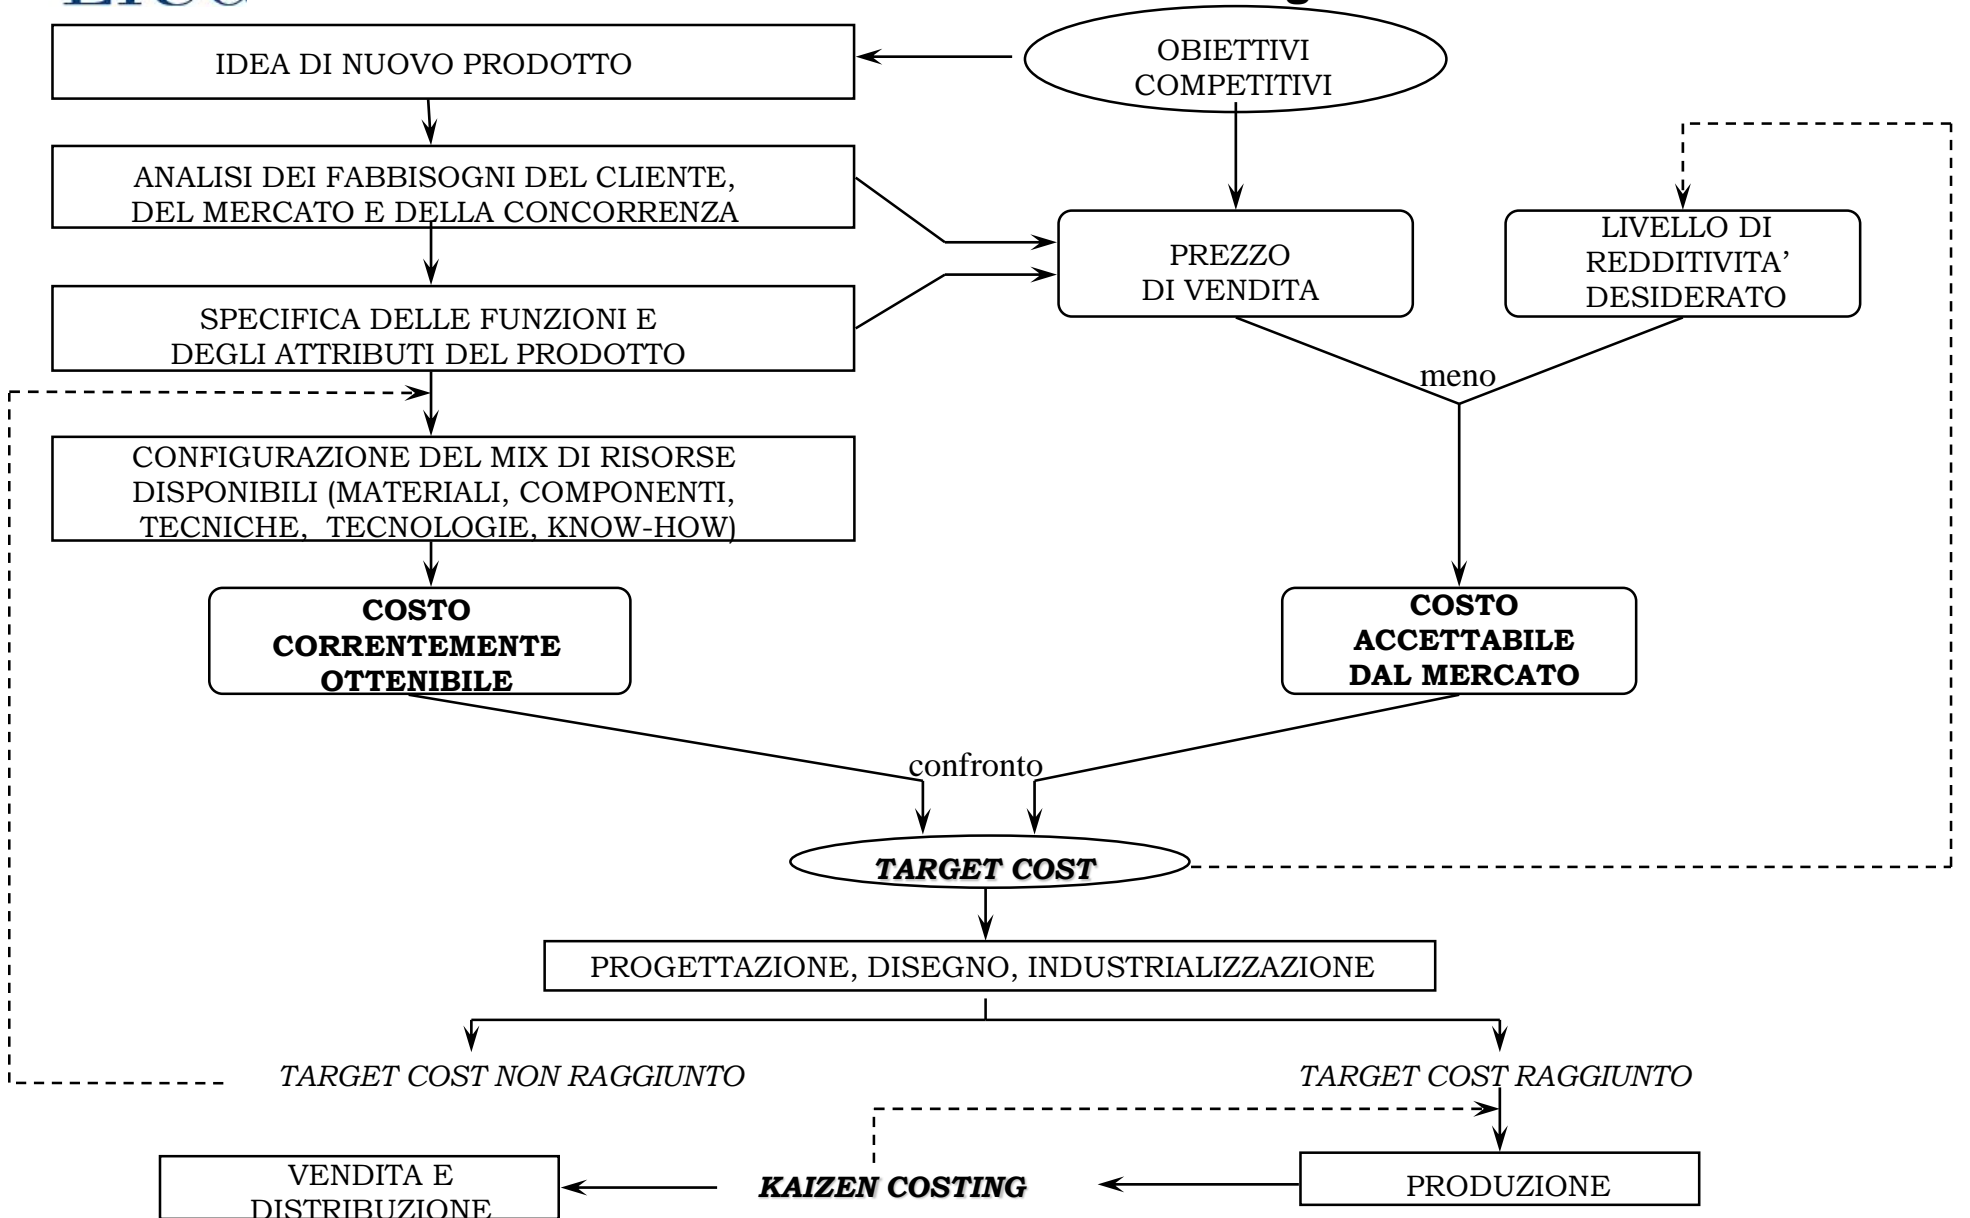 IDEA DI NUOVO PRODOTTO
OBIETTIVI
COMPETITIVI
ANALISI DEI FABBISOGNI DEL CLIENTE,
DEL MERCATO E DELLA CONCORRENZA
PREZZO
DI VENDITA
LIVELLO DI
REDDITIVITA’
DESIDERATO
SPECIFICA DELLE FUNZIONI E
DEGLI ATTRIBUTI DEL PRODOTTO
meno
CONFIGURAZIONE DEL MIX DI RISORSE
DISPONIBILI (MATERIALI, COMPONENTI,
TECNICHE, TECNOLOGIE, KNOW-HOW)
COSTO
CORRENTEMENTE
OTTENIBILE
COSTO
ACCETTABILE
DAL MERCATO
confronto
TARGET COST
PROGETTAZIONE, DISEGNO, INDUSTRIALIZZAZIONE
TARGET COST NON RAGGIUNTO
TARGET COST RAGGIUNTO
VENDITA E
DISTRIBUZIONE
KAIZEN COSTING
PRODUZIONE